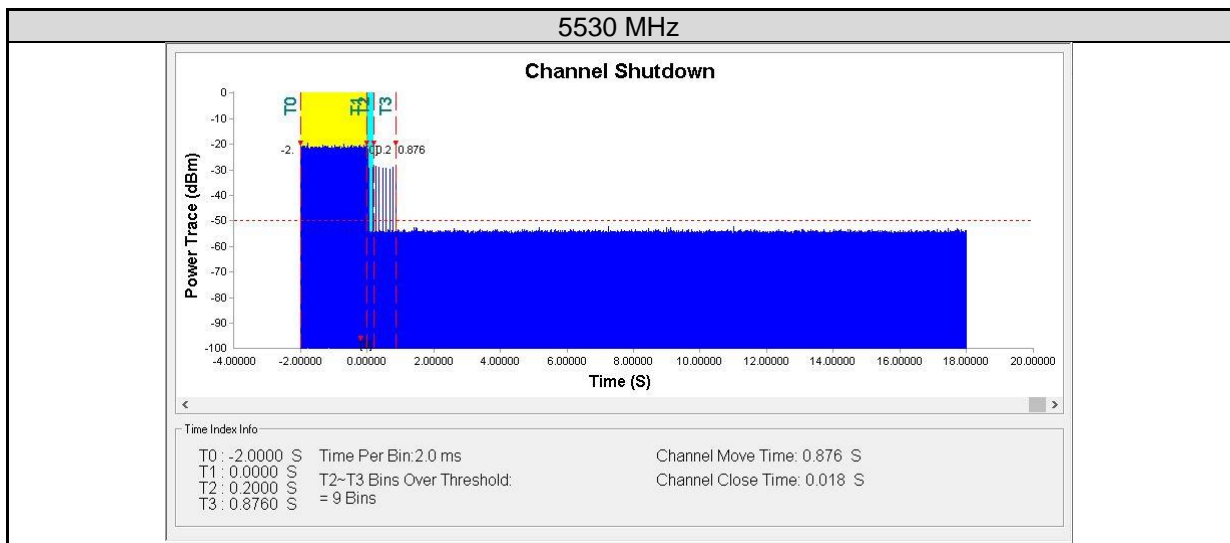 5530 MHz
Channel Shutdown
T0 T1 T2 T3
-2. 0.2 0.876
Power Trace (dBm)
0
-10
-20
-30
-40
-50
-60
-70
-80
-90
-100
-4.00000 -2.00000 0.00000 2.00000 4.00000 6.00000 8.00000 10.00000 12.00000 14.00000 16.00000 18.00000 20.00000
Time (S)
Time Index Info
T0 : -2.0000 S Time Per Bin:2.0 ms Channel Move Time: 0.876 S
T1 : 0.0000 S
T2 : 0.2000 S T2~T3 Bins Over Threshold: Channel Close Time: 0.018 S
T3 : 0.8760 S = 9 Bins